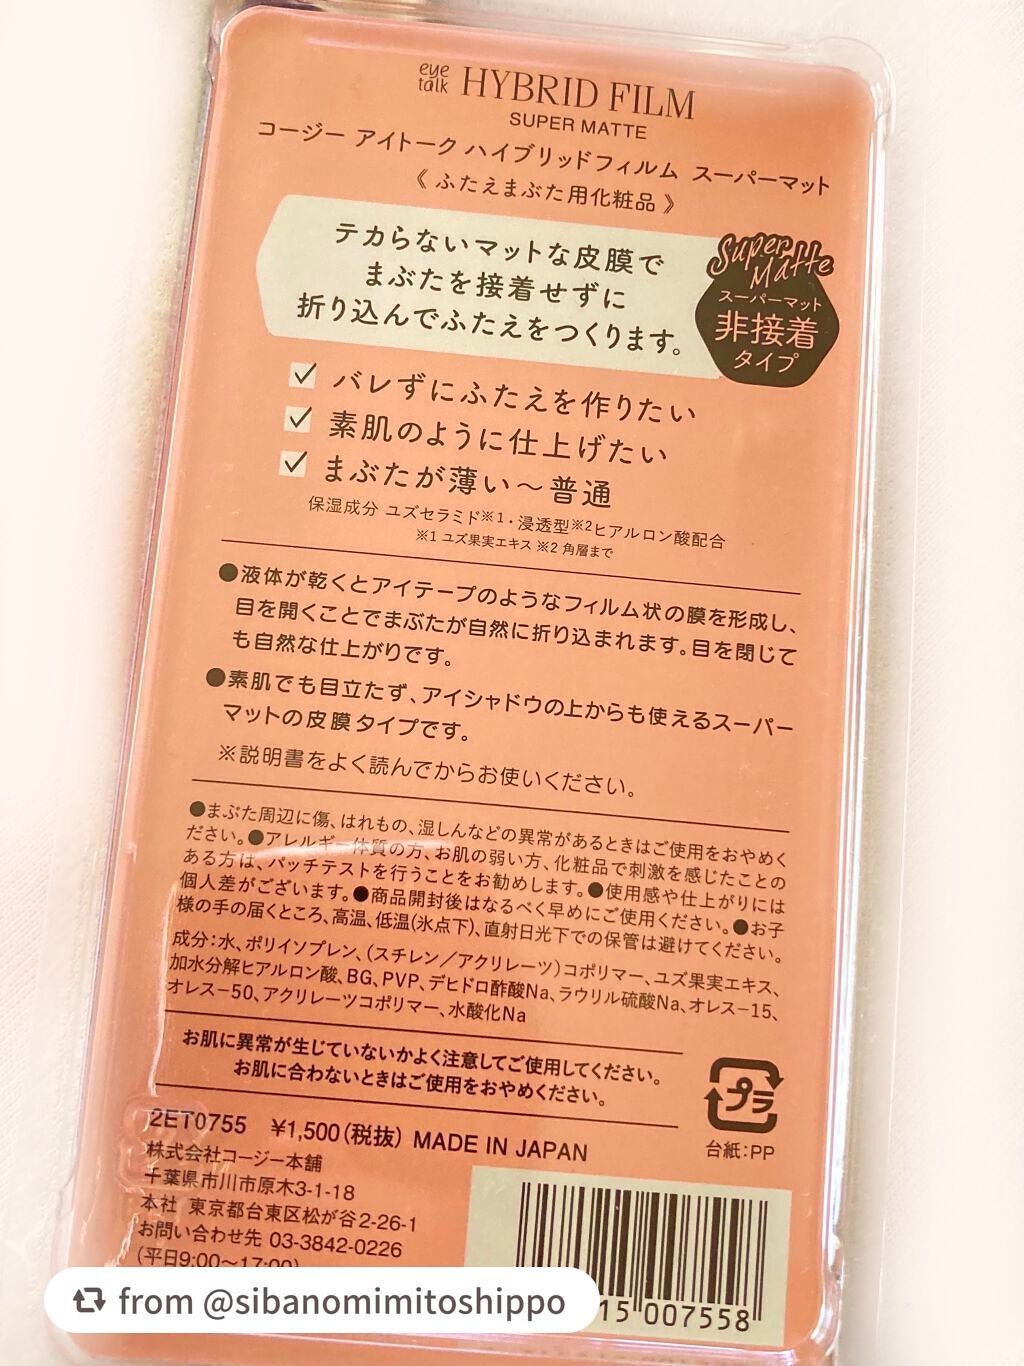 eye talk HYBRID FILM
SUPER MATTE
コージー アイトーク ハイブリッドフィルム スーパーマット
《 ふたえまぶた用化粧品 》
テカらないマットな皮膜で
まぶたを接着せずに
折り込んでふたえをつくります。
Super Matte
スーパーマット
非接着
タイプ
バレずにふたえを作りたい
素肌のように仕上げたい
まぶたが薄い～普通
保湿成分 ユズセラミド※1・浸透型※2ヒアルロン酸配合
※1 ユズ果実エキス ※2 角層まで
●液体が乾くとアイテープのようなフィルム状の膜を形成し、
目を開くことでまぶたが自然に折り込まれます。目を閉じて
も自然な仕上がりです。
●素肌でも目立たず、アイシャドウの上からも使えるスーパー
マットの皮膜タイプです。
※説明書をよく読んでからお使いください。
●まぶた周辺に傷、はれもの、湿しんなどの異常があるときはご使用をおやめく
ださい。●アレルギー体質の方、お肌の弱い方、化粧品で刺激を感じたことの
ある方は、パッチテストを行うことをお勧めします。●使用感や仕上がりには
個人差がございます。●商品開封後はなるべく早めにご使用ください。●お子
様の手の届くところ、高温、低温(氷点下)、直射日光下での保管は避けてください。
成分：水、ポリイソプレン、(スチレン／アクリレーツ)コポリマー、ユズ果実エキス、
加水分解ヒアルロン酸、BG、PVP、デヒドロ酢酸Na、ラウリル硫酸Na、オレス-15、
オレス-50、アクリレーツコポリマー、水酸化Na
お肌に異常が生じていないかよく注意してご使用してください。
お肌に合わないときはご使用をおやめください。
プラ
台紙：PP
2ET0755 ¥1,500(税抜) MADE IN JAPAN
株式会社コージー本舗
千葉県市川市原木3-1-18
本社 東京都台東区松が谷2-26-1
お問い合わせ先 03-3842-0226
(平日9:00～17:00)
15 007558
from @sibanomimitoshippo